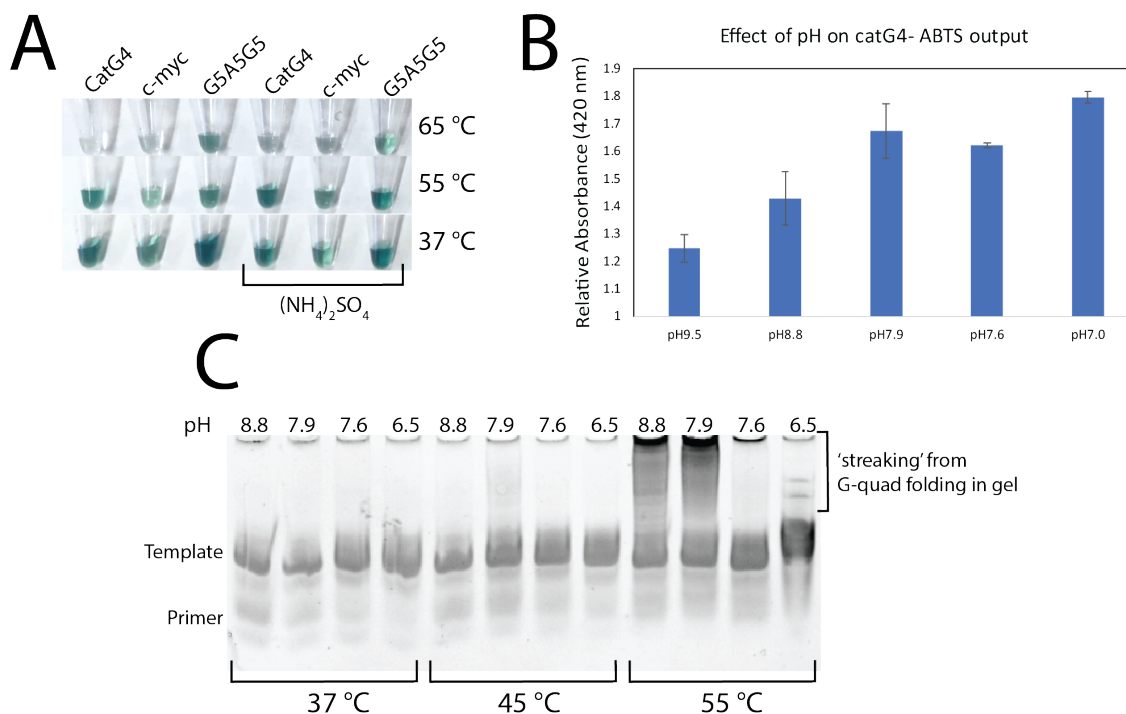 A
CatG4 c-myc G5A5G5 CatG4 c-myc G5A5G5
65 °C
55 °C
37 °C
(NH4)2SO4
B
Effect of pH on catG4- ABTS output
Relative Absorbance (420 nm)
1.9
1.8
1.7
1.6
1.5
1.4
1.3
1.2
1.1
1
pH9.5 pH8.8 pH7.9 pH7.6 pH7.0
C
pH 8.8 7.9 7.6 6.5 8.8 7.9 7.6 6.5 8.8 7.9 7.6 6.5
‘streaking’ from
G-quad folding in gel
Template
Primer
37 °C 45 °C 55 °C